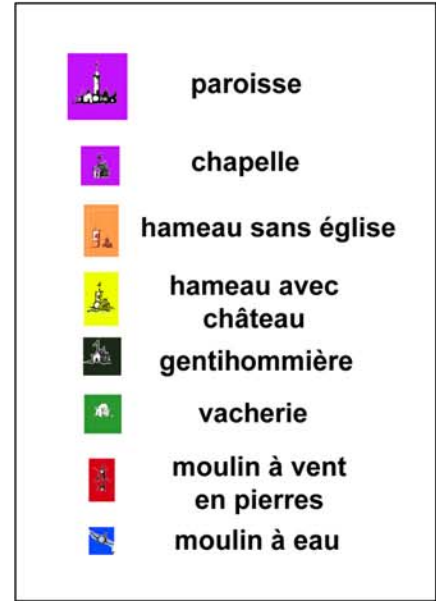 paroisse
chapelle
hameau sans église
hameau avec
château
gentihommière
vacherie
moulin à vent
en pierres
moulin à eau